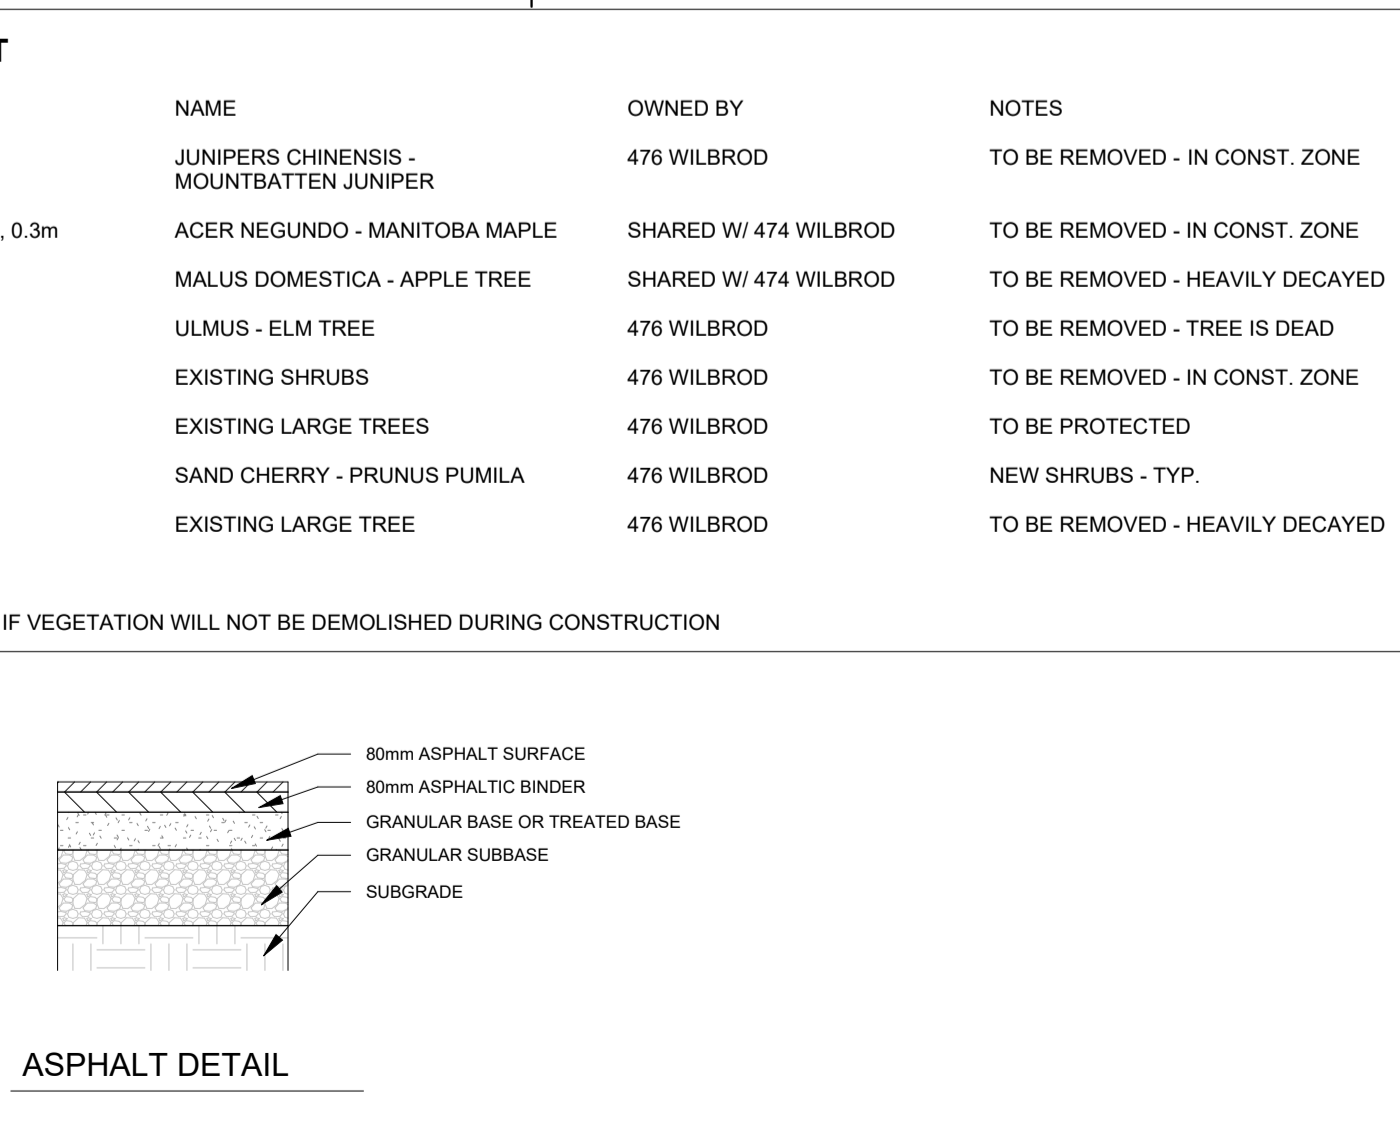 T
NAME OWNED BY NOTES
JUNIPERS CHINENSIS - 476 WILBROD TO BE REMOVED - IN CONST. ZONE
MOUNTBATTEN JUNIPER
, 0.3m ACER NEGUNDO - MANITOBA MAPLE SHARED W/ 474 WILBROD TO BE REMOVED - IN CONST. ZONE
MALUS DOMESTICA - APPLE TREE SHARED W/ 474 WILBROD TO BE REMOVED - HEAVILY DECAYED
ULMUS - ELM TREE 476 WILBROD TO BE REMOVED - TREE IS DEAD
EXISTING SHRUBS 476 WILBROD TO BE REMOVED - IN CONST. ZONE
EXISTING LARGE TREES 476 WILBROD TO BE PROTECTED
SAND CHERRY - PRUNUS PUMILA 476 WILBROD NEW SHRUBS - TYP.
EXISTING LARGE TREE 476 WILBROD TO BE REMOVED - HEAVILY DECAYED
IF VEGETATION WILL NOT BE DEMOLISHED DURING CONSTRUCTION
80mm ASPHALT SURFACE
80mm ASPHALTIC BINDER
GRANULAR BASE OR TREATED BASE
GRANULAR SUBBASE
SUBGRADE
ASPHALT DETAIL